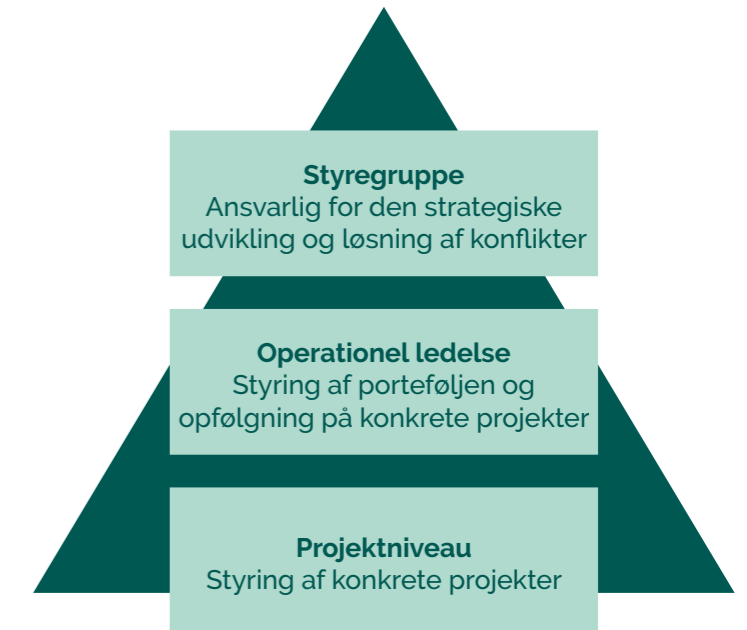 Styregruppe
Ansvarlig for den strategiske
udvikling og løsning af konflikter
Operationel ledelse
Styring af porteføljen og
opfølgning på konkrete projekter
Projektniveau
Styring af konkrete projekter